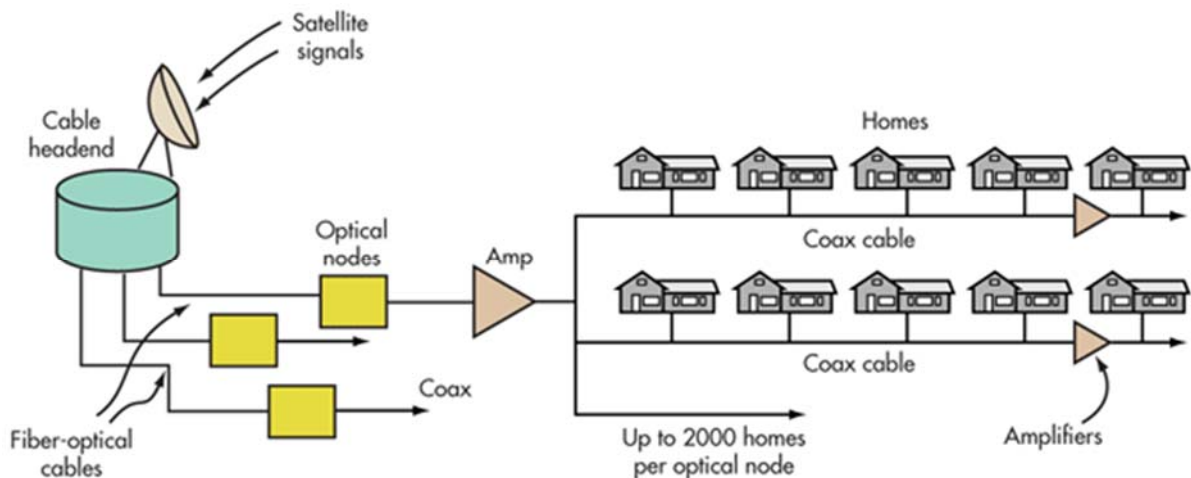 Satellite
signals
Cable
headend
Homes
Optical
nodes
Amp
Coax cable
Coax cable
Coax
Fiber-optical
cables
Up to 2000 homes
per optical node
Amplifiers